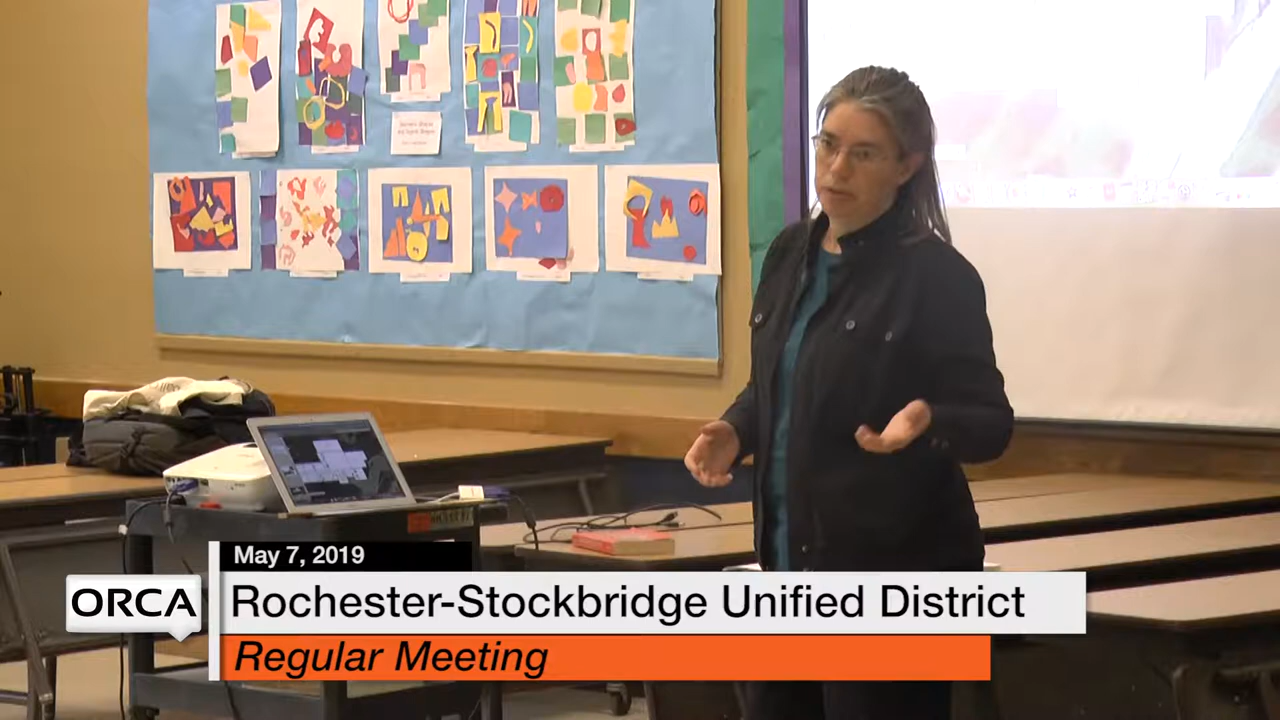 May 7, 2019
ORCA
Rochester-Stockbridge Unified District
Regular Meeting